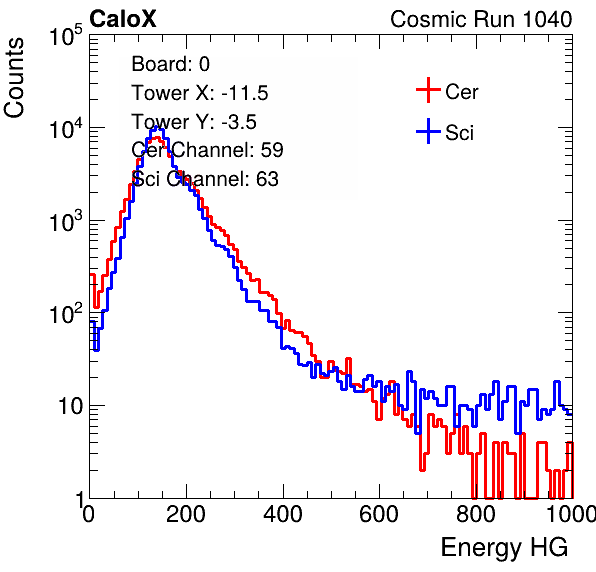 CaloX Cosmic Run 1040
Counts
10^5
10^4
10^3
10^2
10
1
Board: 0
Tower X: -11.5
Tower Y: -3.5
Cer Channel: 59
Sci Channel: 63
Cer
Sci
0 200 400 600 800 1000
Energy HG